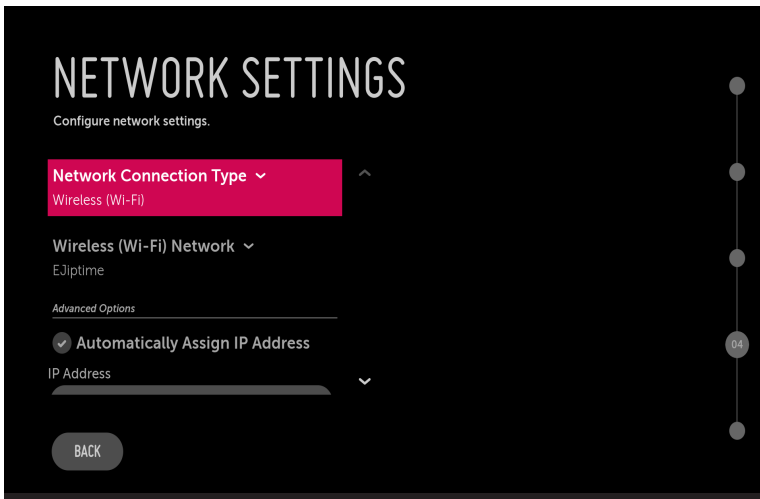 NETWORK SETTINGS
Configure network settings.
Network Connection Type
Wireless (Wi-Fi)
Wireless (Wi-Fi) Network
EJiptime
Advanced Options
Automatically Assign IP Address
04
IP Address
BACK